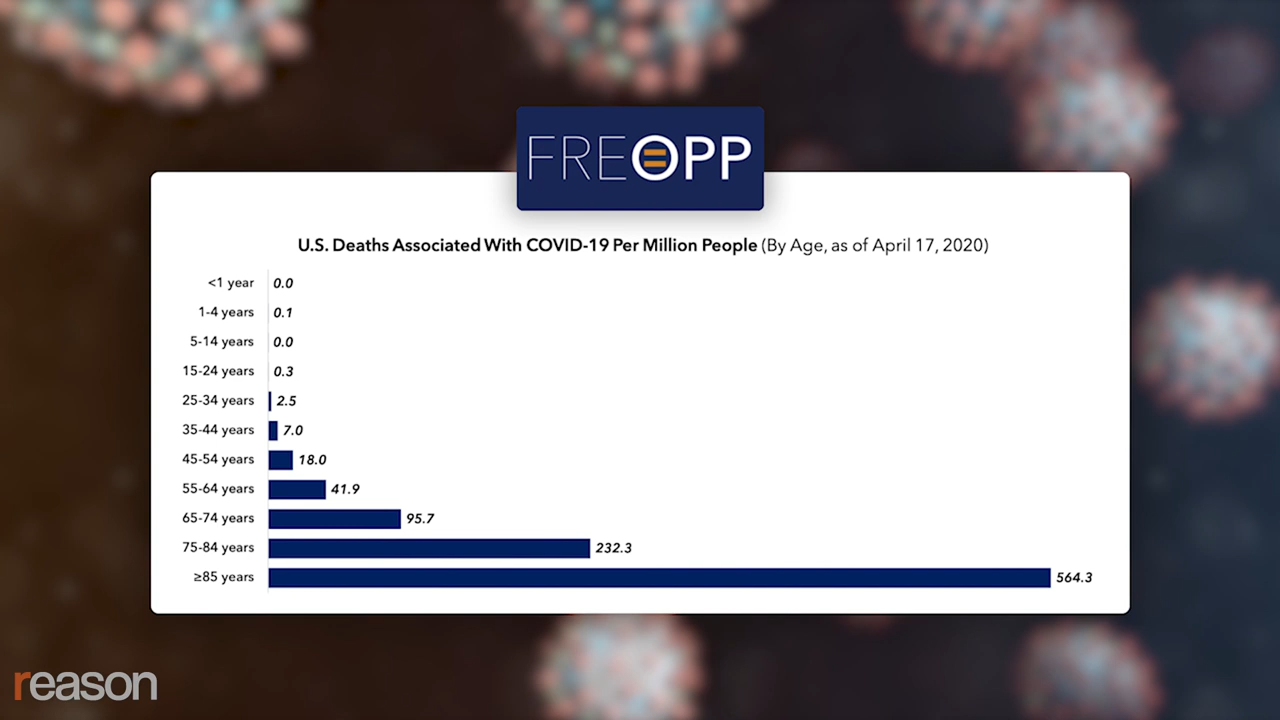 FREOPP
U.S. Deaths Associated With COVID-19 Per Million People (By Age, as of April 17, 2020)
<1 year 0.0
1-4 years 0.1
5-14 years 0.0
15-24 years 0.3
25-34 years 2.5
35-44 years 7.0
45-54 years 18.0
55-64 years 41.9
65-74 years 95.7
75-84 years 232.3
≥85 years 564.3
reason